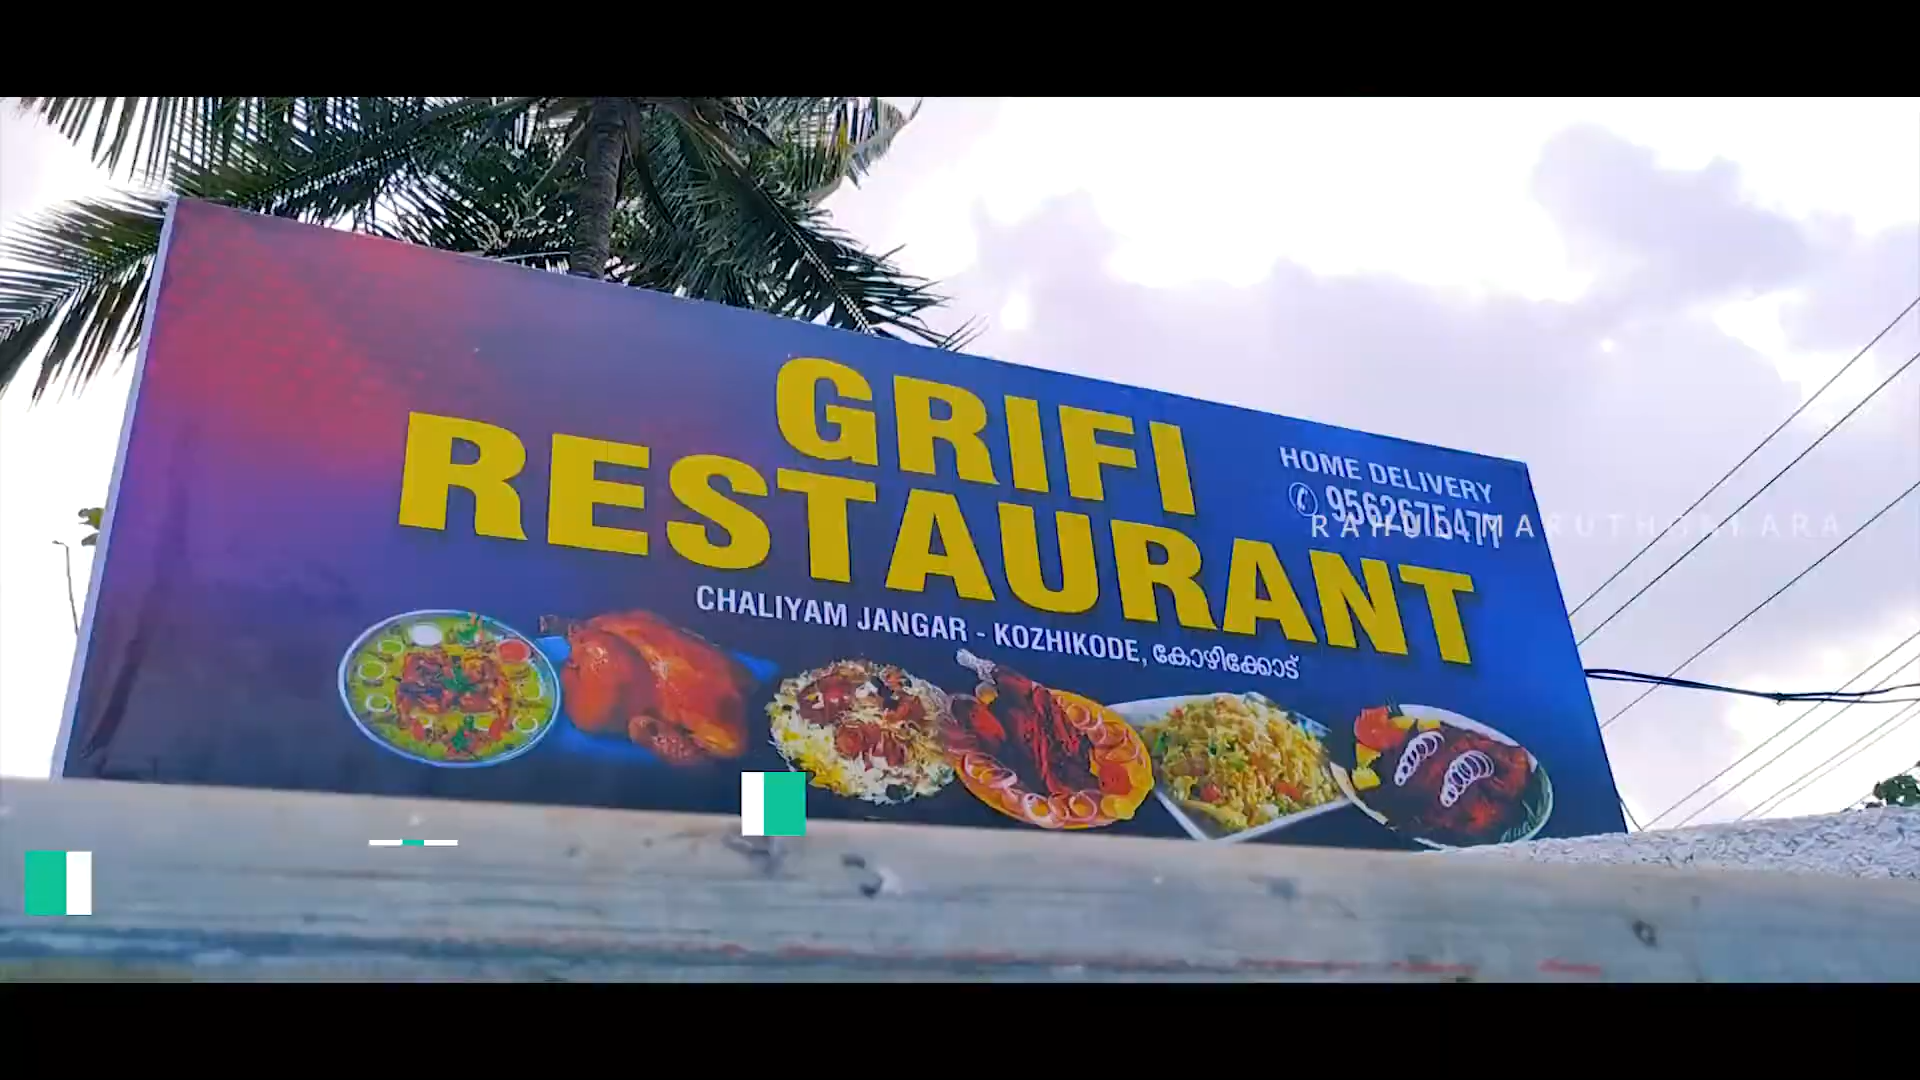 GRIFI
RESTAURANT
HOME DELIVERY
CHALIYAM JANGAR - KOZHIKODE, കോഴിക്കോട്